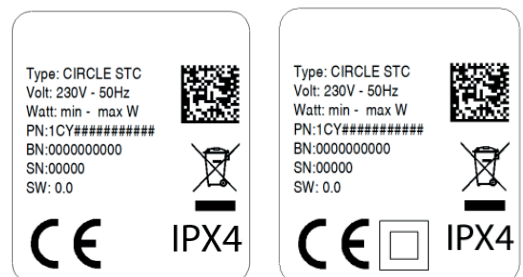 Type: CIRCLE STC
Volt: 230V - 50Hz
Watt: min - max W
PN:1CY###########
BN:0000000000
SN:00000
SW: 0.0
CE IPX4
Type: CIRCLE STC
Volt: 230V - 50Hz
Watt: min - max W
PN:1CY###########
BN:0000000000
SN:00000
SW: 0.0
CE IPX4